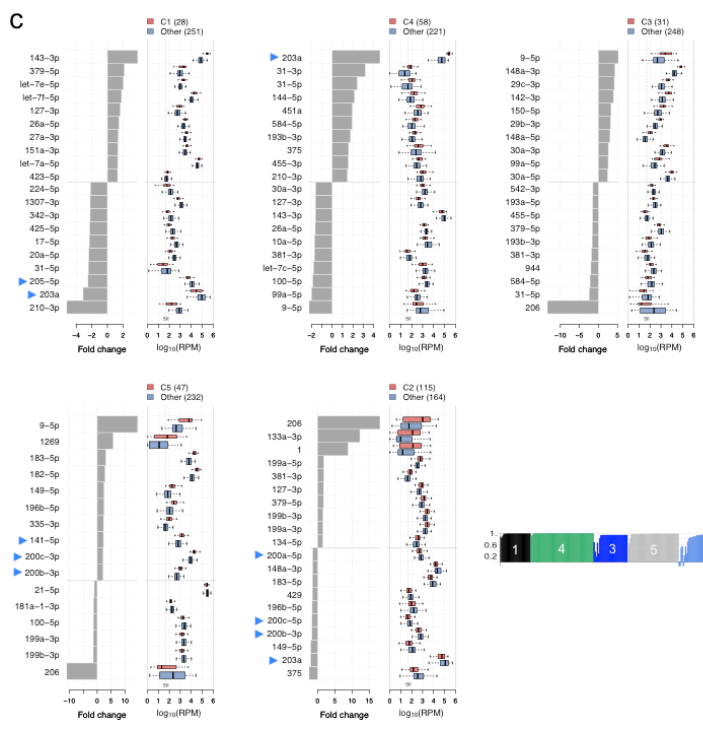 C
C1 (28)
Other (251)
143−3p
379−5p
let−7e−5p
let−7f−5p
127−3p
26a−5p
27a−3p
151a−3p
let−7a−5p
423−5p
224−5p
1307−3p
342−3p
425−5p
17−5p
20a−5p
31−5p
205−5p
203a
210−3p
50
−4 −2 0 2
0 1 2 3 4 5 6
Fold change
log10(RPM)
C4 (58)
Other (221)
203a
31−3p
31−5p
144−5p
451a
584−5p
193b−3p
375
455−3p
210−3p
30a−3p
127−3p
143−3p
26a−5p
10a−5p
381−3p
let−7c−5p
100−5p
99a−5p
9−5p
50
−2 0 2 4
0 1 2 3 4 5 6
Fold change
log10(RPM)
C3 (31)
Other (248)
9−5p
148a−3p
29c−3p
142−3p
150−5p
29b−3p
148a−5p
30a−3p
99a−5p
30a−5p
542−3p
193a−5p
455−3p
379−5p
193b−3p
381−3p
944
584−5p
31−5p
206
50
−10 −5 0 5
0 1 2 3 4 5 6
Fold change
log10(RPM)
C5 (47)
Other (232)
9−5p
1269
183−5p
182−5p
149−5p
196b−5p
335−3p
141−5p
200c−3p
200b−3p
21−5p
181a−1−3p
100−5p
199a−3p
199b−3p
206
50
−10 0 5 10
0 1 2 3 4 5 6
Fold change
log10(RPM)
C2 (115)
Other (164)
206
133a−3p
1
199a−5p
381−3p
127−3p
379−5p
199b−3p
199a−3p
134−5p
200a−5p
148a−3p
183−5p
429
196b−5p
200c−5p
200b−3p
149−5p
203a
375
50
0 5 10 15
0 1 2 3 4 5 6
Fold change
log10(RPM)
1
0.6
0.2
1 4 3 5